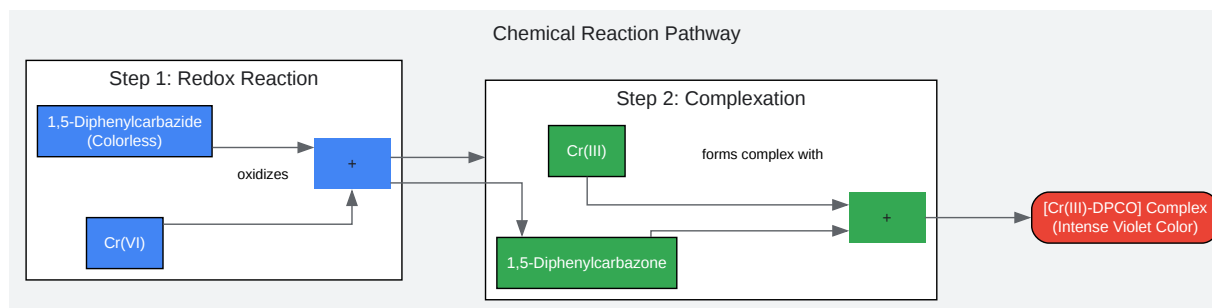 Chemical Reaction Pathway
Step 1: Redox Reaction
1,5-Diphenylcarbazide
(Colorless)
oxidizes
+
Cr(VI)
Step 2: Complexation
Cr(III)
forms complex with
+
1,5-Diphenylcarbazone
[Cr(III)-DPCO] Complex
(Intense Violet Color)